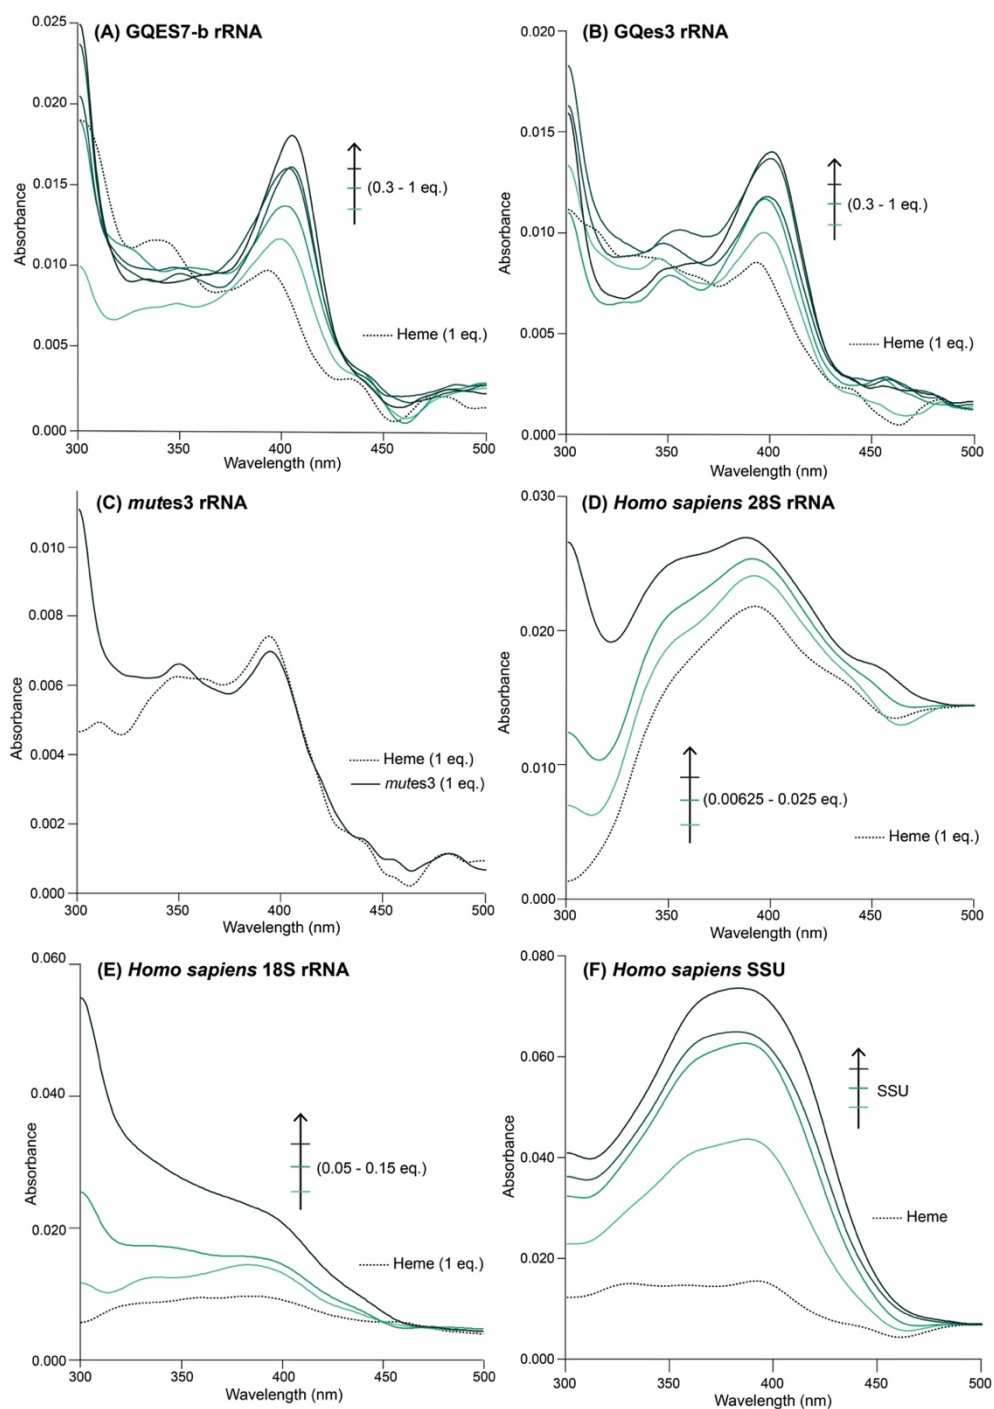 (A) GQES7-b rRNA
0.025
0.020
0.015
0.010
0.005
0.000
Absorbance
(0.3 - 1 eq.)
Heme (1 eq.)
300
350
400
450
500
Wavelength (nm)
(B) GQes3 rRNA
0.020
0.015
0.010
0.005
0.000
Absorbance
(0.3 - 1 eq.)
Heme (1 eq.)
300
350
400
450
500
Wavelength (nm)
(C) mutes3 rRNA
0.010
0.008
0.006
0.004
0.002
0.000
Absorbance
Heme (1 eq.)
mutes3 (1 eq.)
300
350
400
450
500
Wavelength (nm)
(D) Homo sapiens 28S rRNA
0.030
0.020
0.010
0.000
Absorbance
(0.00625 - 0.025 eq.)
Heme (1 eq.)
300
350
400
450
500
Wavelength (nm)
(E) Homo sapiens 18S rRNA
0.060
0.040
0.020
0.000
Absorbance
(0.05 - 0.15 eq.)
Heme (1 eq.)
300
350
400
450
500
Wavelength (nm)
(F) Homo sapiens SSU
0.080
0.060
0.040
0.020
0.000
Absorbance
SSU
Heme
300
350
400
450
500
Wavelength (nm)